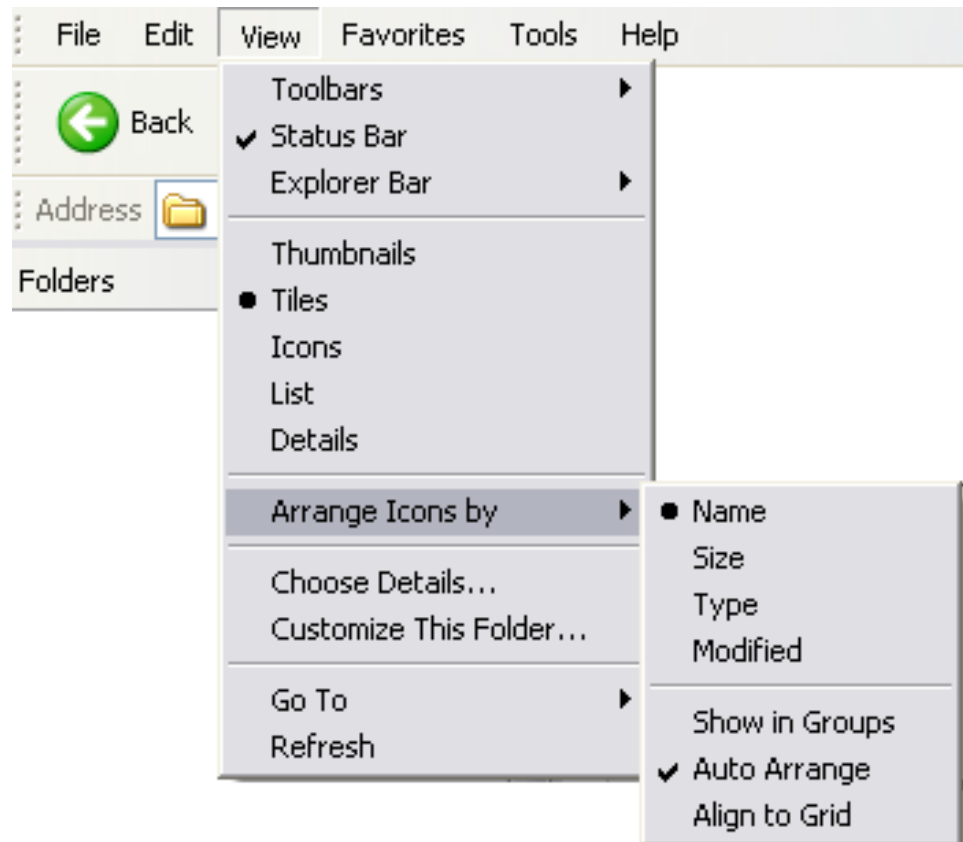 File Edit View Favorites Tools Help
Back
Address
Folders
Toolbars
Status Bar
Explorer Bar
Thumbnails
Tiles
Icons
List
Details
Arrange Icons by
Choose Details...
Customize This Folder...
Go To
Refresh
Name
Size
Type
Modified
Show in Groups
Auto Arrange
Align to Grid